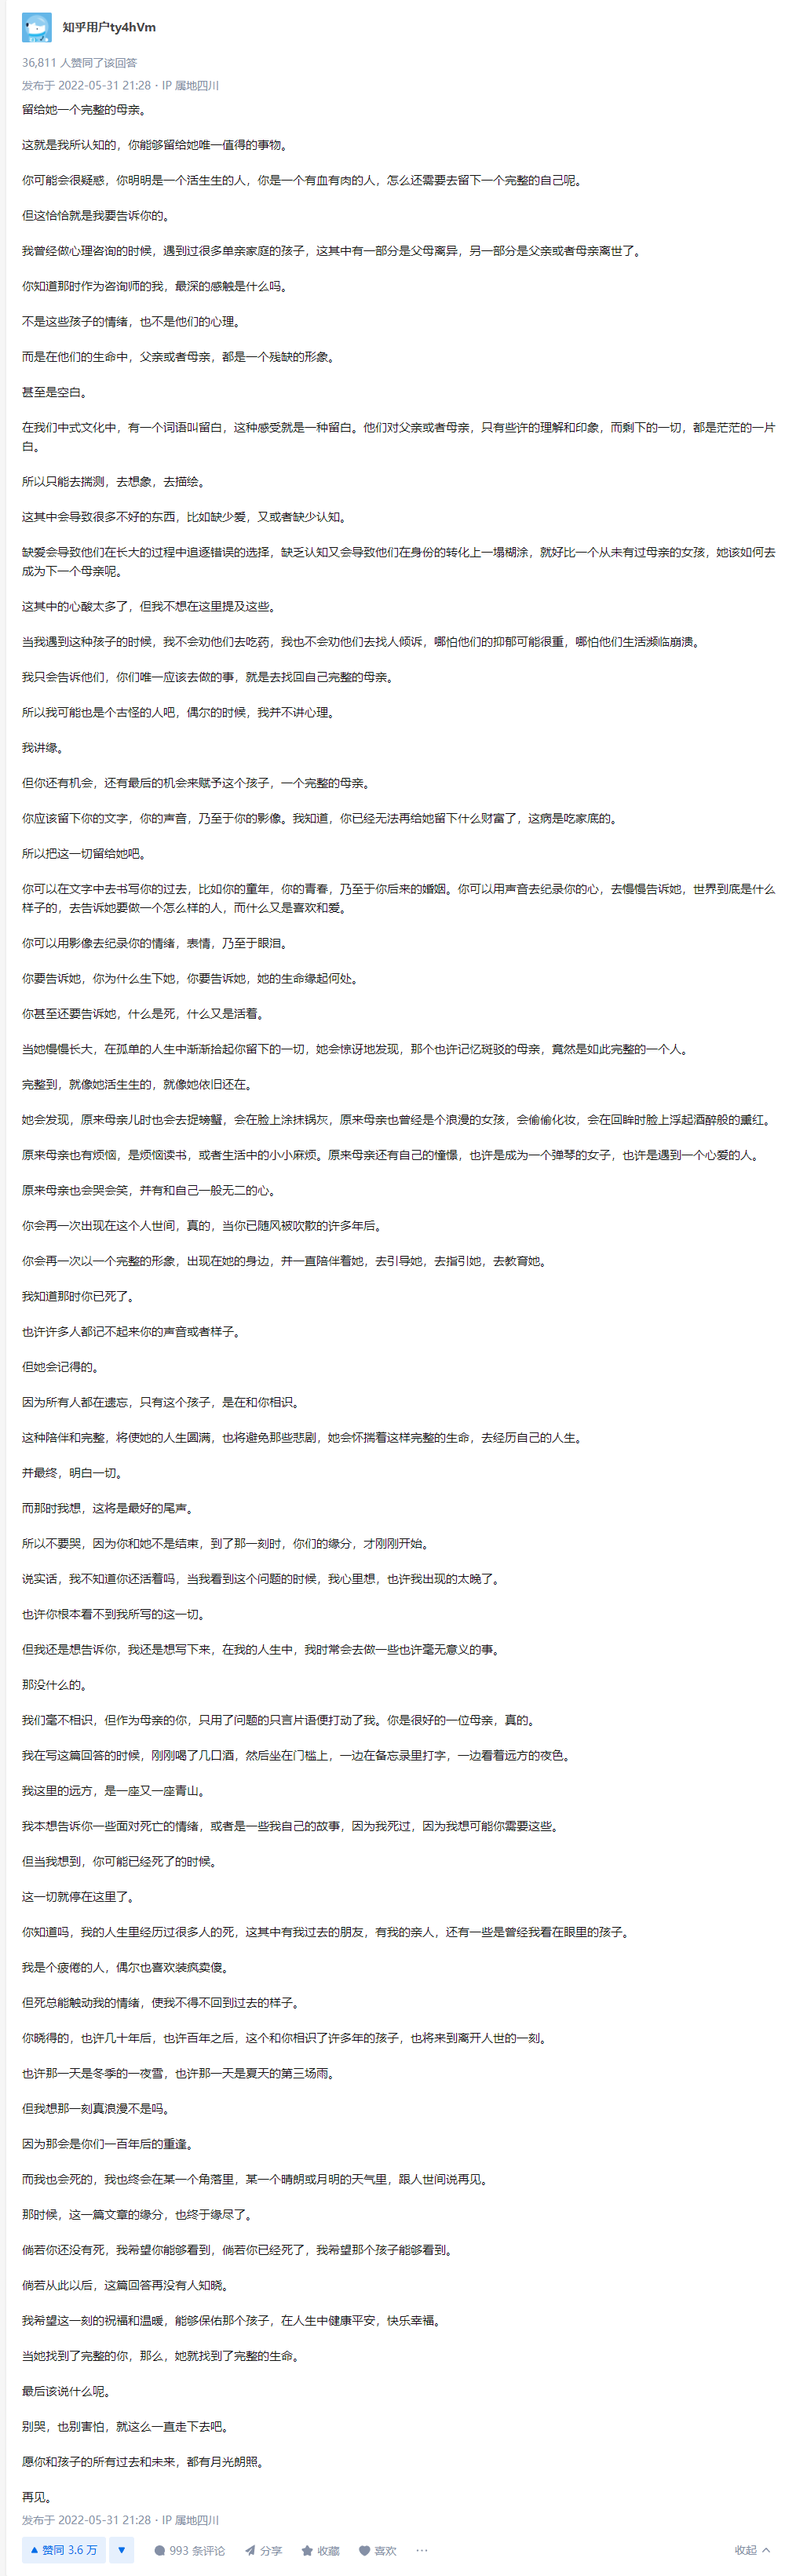 知乎用户ty4hVm
36,811 人赞同了该回答
发布于 2022-05-31 21:28・IP 属地四川
留给她一个完整的母亲。
这就是我所认知的，你能够留给她唯一值得的事物。
你可能会很疑惑，你明明是一个活生生的人，你是一个有血有肉的人，怎么还需要去留下一个完整的自己呢。
但这恰恰就是我要告诉你的。
我曾经做心理咨询的时候，遇到过很多单亲家庭的孩子，这其中有一部分是父母离异，另一部分是父亲或者母亲离世了。
你知道那时作为咨询师的我，最深的感触是什么吗。
不是这些孩子的情绪，也不是他们的心理。
而是在他们的生命中，父亲或者母亲，都是一个残缺的形象。
甚至是空白。
在我们中式文化中，有一个词语叫留白，这种感受就是一种留白。他们对父亲或者母亲，只有些许的理解和印象，而剩下的一切，都是茫茫的一片
白。
所以只能去揣测，去想象，去描绘。
这其中会导致很多不好的东西，比如缺少爱，又或者缺少认知。
缺爱会导致他们在长大的过程中追逐错误的选择，缺乏认知又会导致他们在身份的转化上一塌糊涂，就好比一个从未有过母亲的女孩，她该如何去
成为下一个母亲呢。
这其中的心酸太多了，但我不想在这里提及这些。
当我遇到这种孩子的时候，我不会劝他们去吃药，我也不会劝他们去找人倾诉，哪怕他们的抑郁可能很重，哪怕他们生活濒临崩溃。
我只会告诉他们，你们唯一应该去做的事，就是去找回自己完整的母亲。
所以我可能也是个古怪的人吧，偶尔的时候，我并不讲心理。
我讲缘。
但你还有机会，还有最后的机会来赋予这个孩子，一个完整的母亲。
你应该留下你的文字，你的声音，乃至于你的影像。我知道，你已经无法再给她留下什么财富了，这病是吃家底的。
所以把这一切留给她吧。
你可以在文字中去书写你的过去，比如你的童年，你的青春，乃至于你后来的婚姻。你可以用声音去纪录你的心，去慢慢告诉她，世界到底是什么
样子的，去告诉她要做一个怎么样的人，而什么又是喜欢和爱。
你可以用影像去纪录你的情绪，表情，乃至于眼泪。
你要告诉她，你为什么生下她，你要告诉她，她的生命缘起何处。
你甚至还要告诉她，什么是死，什么又是活着。
当她慢慢长大，在孤单的人生中渐渐拾起你留下的一切，她会惊讶地发现，那个也许记忆斑驳的母亲，竟然是如此完整的一个人。
完整到，就像她活生生的，就像她依旧还在。
她会发现，原来母亲儿时也会去捉螃蟹，会在脸上涂抹锅灰，原来母亲也曾经是个浪漫的女孩，会偷偷化妆，会在回眸时脸上浮起酒醉般的薰红。
原来母亲也有烦恼，是烦恼读书，或者生活中的小小麻烦。原来母亲还有自己的憧憬，也许是成为一个弹琴的女子，也许是遇到一个心爱的人。
原来母亲也会哭会笑，并有和自己一般无二的心。
你会再一次出现在这个人世间，真的，当你已随风被吹散的许多年后。
你会再一次以一个完整的形象，出现在她的身边，并一直陪伴着她，去引导她，去指引她，去教育她。
我知道那时你已死了。
也许许多人都记不起来你的声音或者样子。
但她会记得的。
因为所有人都在遗忘，只有这个孩子，是在和你相识。
这种陪伴和完整，将使她的人生圆满，也将避免那些悲剧，她会怀揣着这样完整的生命，去经历自己的人生。
并最终，明白一切。
而那时我想，这将是最好的尾声。
所以不要哭，因为你和她不是结束，到了那一刻时，你们的缘分，才刚刚开始。
说实话，我不知道你还活着吗，当我看到这个问题的时候，我心里想，也许我出现的太晚了。
也许你根本看不到我所写的这一切。
但我还是想告诉你，我还是想写下来，在我的人生中，我时常会去做一些也许毫无意义的事。
那没什么的。
我们毫不相识，但作为母亲的你，只用了问题的只言片语便打动了我。你是很好的一位母亲，真的。
我在写这篇回答的时候，刚刚喝了几口酒，然后坐在门槛上，一边在备忘录里打字，一边看着远方的夜色。
我这里的远方，是一座又一座青山。
我本想告诉你一些面对死亡的情绪，或者是一些我自己的故事，因为我死过，因为我想可能你需要这些。
但当我想到，你可能已经死了的时候。
这一切就停在这里了。
你知道吗，我的人生里经历过很多人的死，这其中有我过去的朋友，有我的亲人，还有一些是曾经我看在眼里的孩子。
我是个疲倦的人，偶尔也喜欢装疯卖傻。
但死总能触动我的情绪，使我不得不回到过去的样子。
你晓得的，也许几十年后，也许百年之后，这个和你相识了许多年的孩子，也将来到离开人世的一刻。
也许那一天是冬季的一夜雪，也许那一天是夏天的第三场雨。
但我想那一刻真浪漫不是吗。
因为那会是你们一百年后的重逢。
而我也会死的，我也终会在某一个角落里，某一个晴朗或月明的天气里，跟人世间说再见。
那时候，这一篇文章的缘分，也终于缘尽了。
倘若你还没有死，我希望你能够看到，倘若你已经死了，我希望那个孩子能够看到。
倘若从此以后，这篇回答再没有人知晓。
我希望这一刻的祝福和温暖，能够保佑那个孩子，在人生中健康平安，快乐幸福。
当她找到了完整的你，那么，她就找到了完整的生命。
最后该说什么呢。
别哭，也别害怕，就这么一直走下去吧。
愿你和孩子的所有过去和未来，都有月光朗照。
再见。
发布于 2022-05-31 21:28・IP 属地四川
赞同 3.6 万 993 条评论 分享 收藏 喜欢 ··· 收起